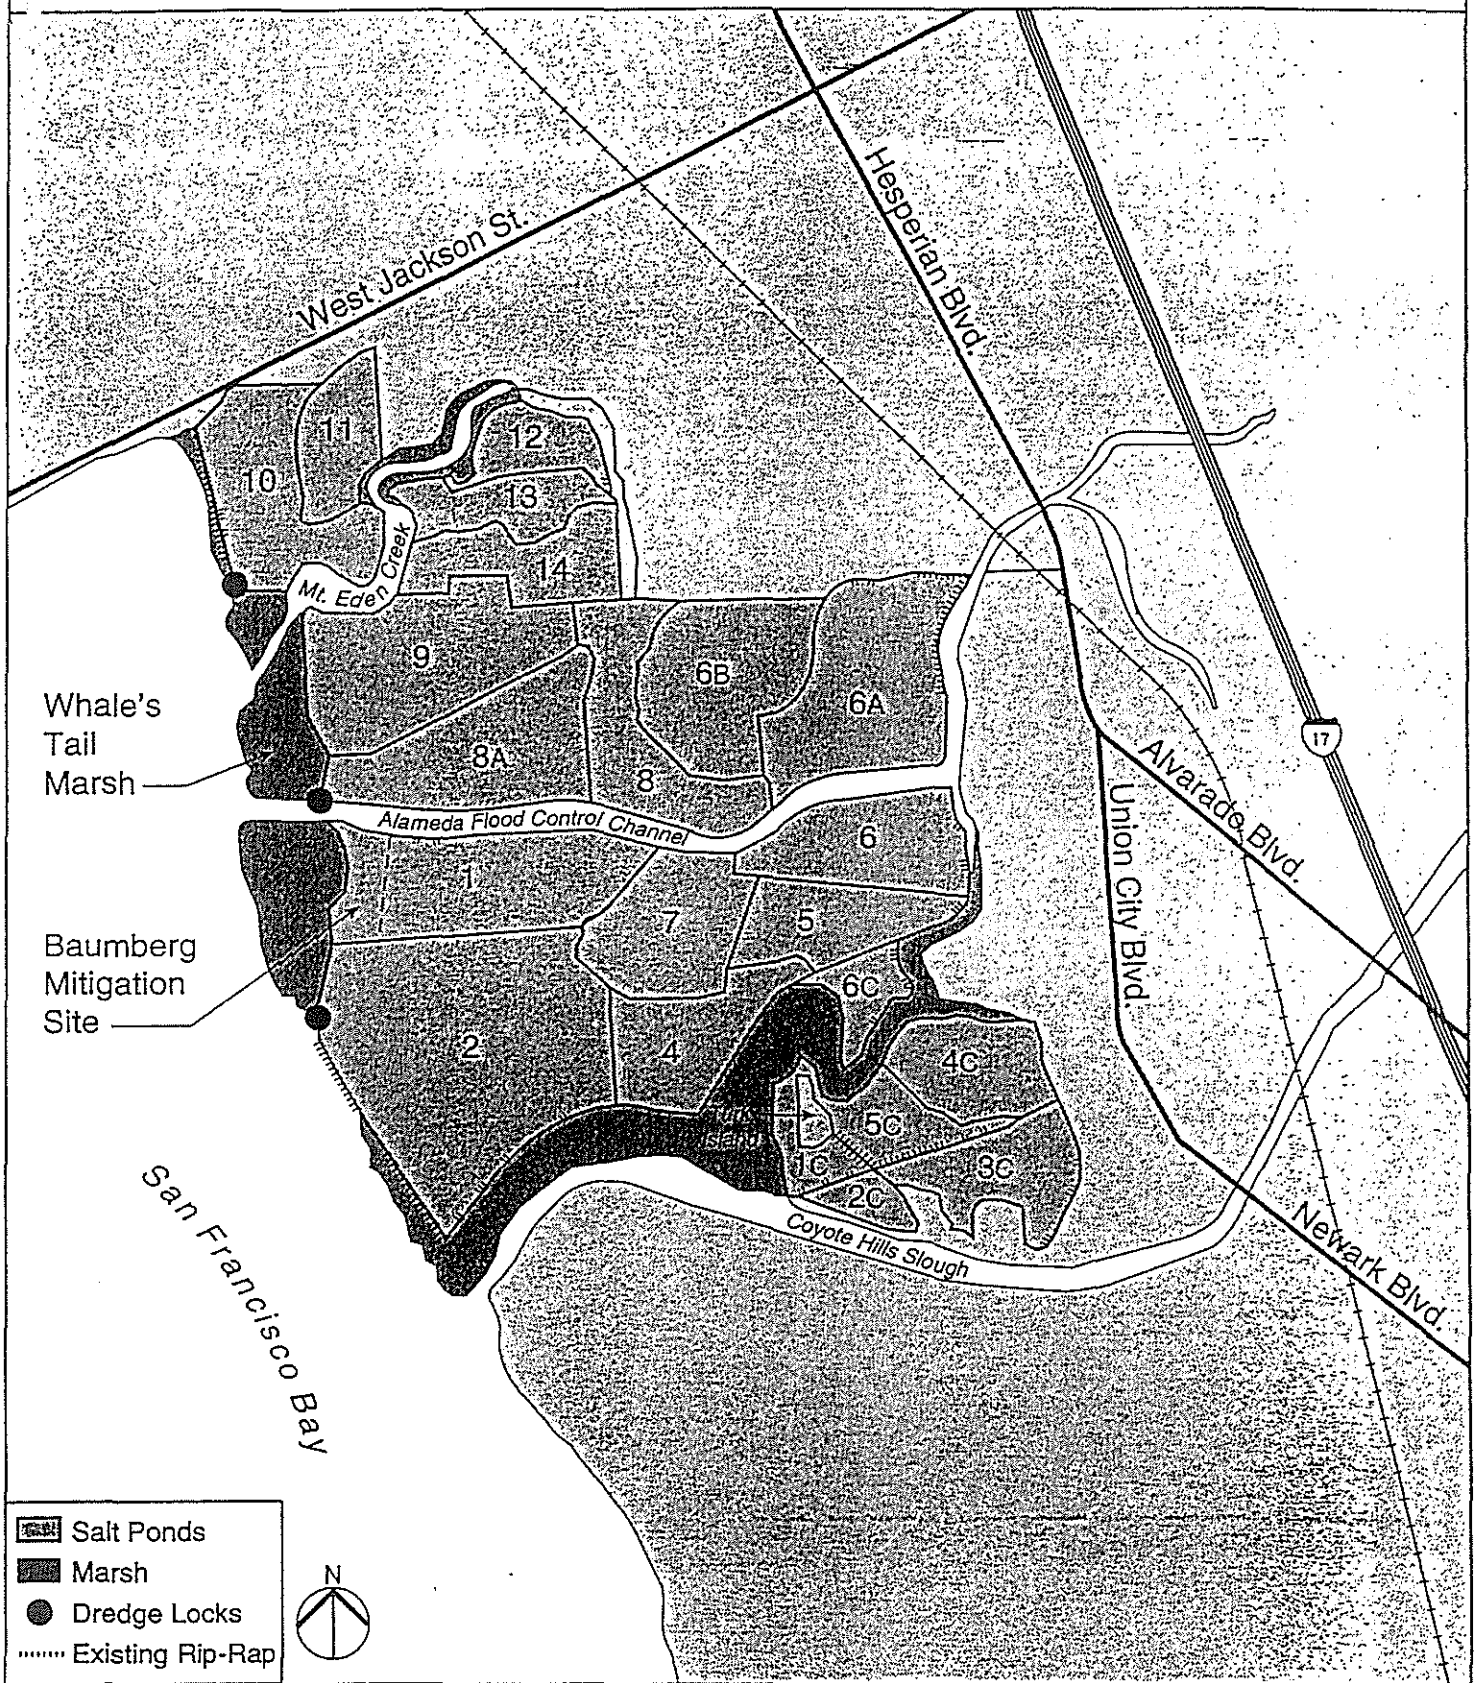 West Jackson St.
Hesperian Blvd.
11
12
10
13
Mt. Eden Creek
14
9
6B
6A
Whale's
Tail
Marsh
17
8A
8
Alvarado Blvd.
Alameda Flood Control Channel
6
Union City Blvd
1
7
5
Baumberg
Mitigation
Site
6C
2
4
4C
5C
Island
1C
3C
2C
Coyote Hills Slough
Newark Blvd.
San Francisco Bay
Salt Ponds
Marsh
Dredge Locks
Existing Rip-Rap
N